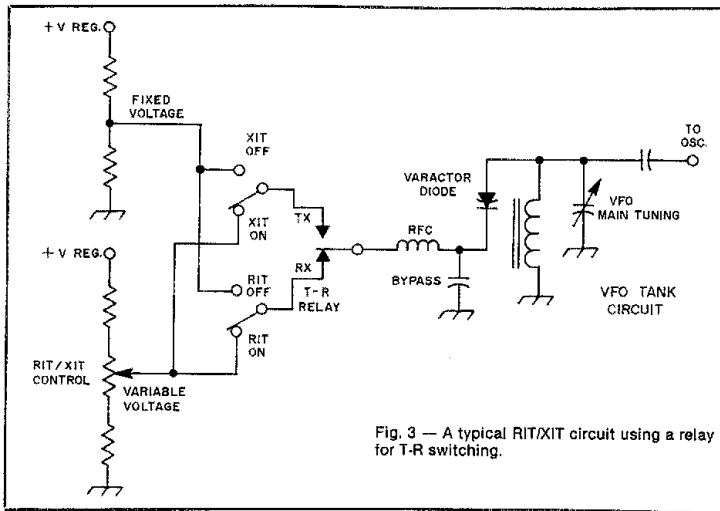 + V REG.
FIXED
VOLTAGE
XIT
OFF
XIT
ON
TX
RX
T-R
RELAY
RIT
OFF
RIT
ON
+ V REG.
RIT/XIT
CONTROL
VARIABLE
VOLTAGE
RFC
BYPASS
VARACTOR
DIODE
VFO
MAIN TUNING
TO
OSC.
VFO TANK
CIRCUIT
Fig. 3 — A typical RIT/XIT circuit using a relay
for T-R switching.